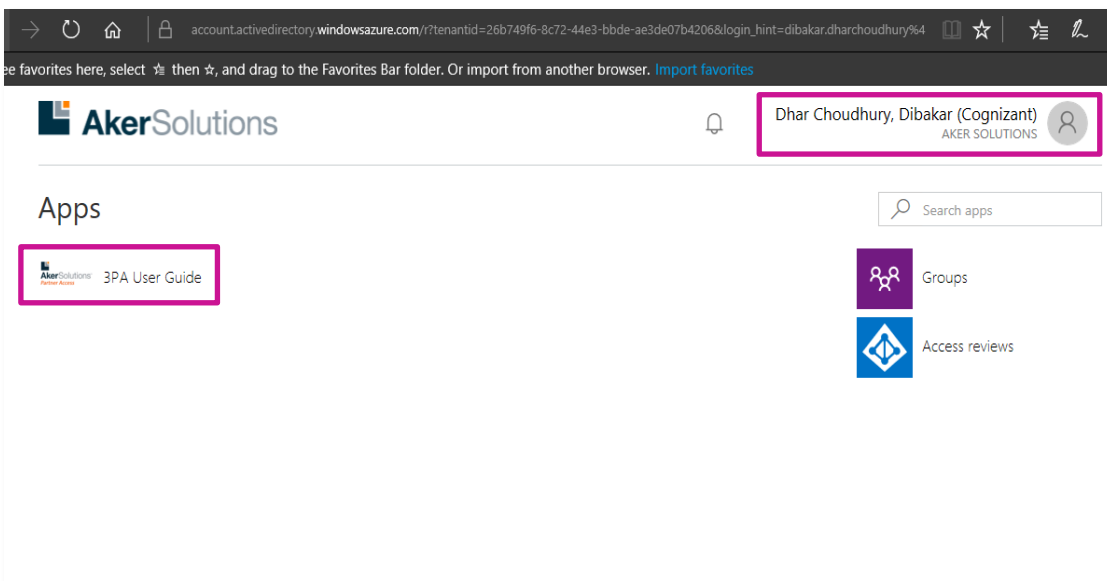 account.activedirectory.windowsazure.com/r?tenantid=26b749f6-8c72-44e3-bbde-ae3de07b4206&login_hint=dibakar.dharchoudhury%4
ee favorites here, select then, and drag to the Favorites Bar folder. Or import from another browser. Import favorites
AkerSolutions
Dhar Choudhury, Dibakar (Cognizant)
AKER SOLUTIONS
Apps
Search apps
AkerSolutions
Partner Access
3PA User Guide
Groups
Access reviews